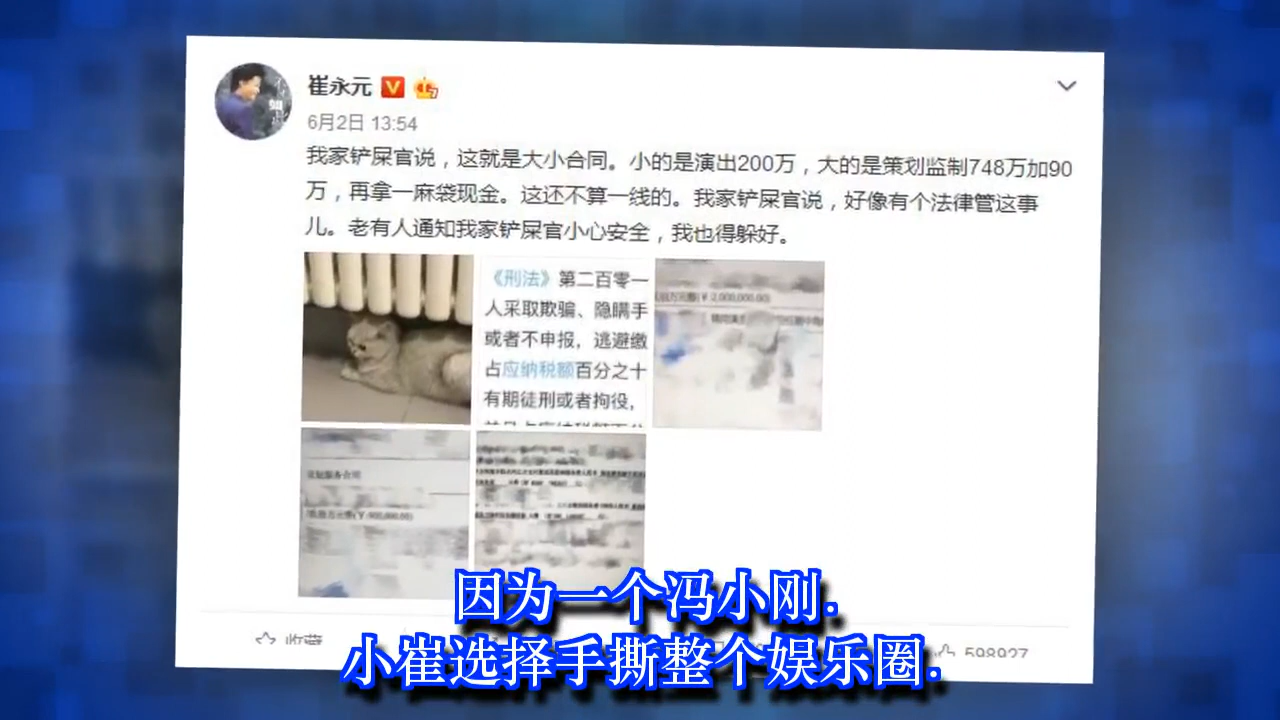 崔永元
6月2日 13:54
我家铲屎官说，这就是大小合同。小的是演出200万，大的是策划监制748万加90
万，再拿一麻袋现金。这还不算一线的。我家铲屎官说，好像有个法律管这事
儿。老有人通知我家铲屎官小心安全，我也得躲好。
《刑法》第二百零一
人采取欺骗、隐瞒手
或者不申报，逃避缴
占应纳税额百分之十
有期徒刑或者拘役，
因为一个冯小刚.
收藏
598927
小崔选择手撕整个娱乐圈.